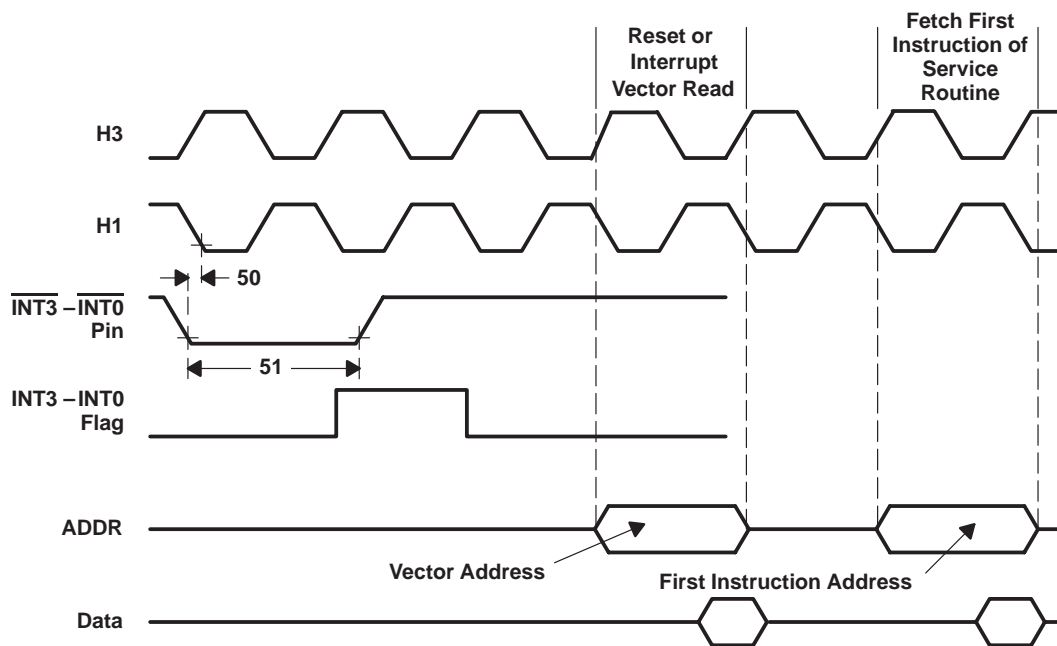 Reset or
Interrupt
Vector Read
Fetch First
Instruction of
Service
Routine
H3
H1
50
INT3 – INT0
Pin
51
INT3 – INT0
Flag
ADDR
Vector Address
First Instruction Address
Data